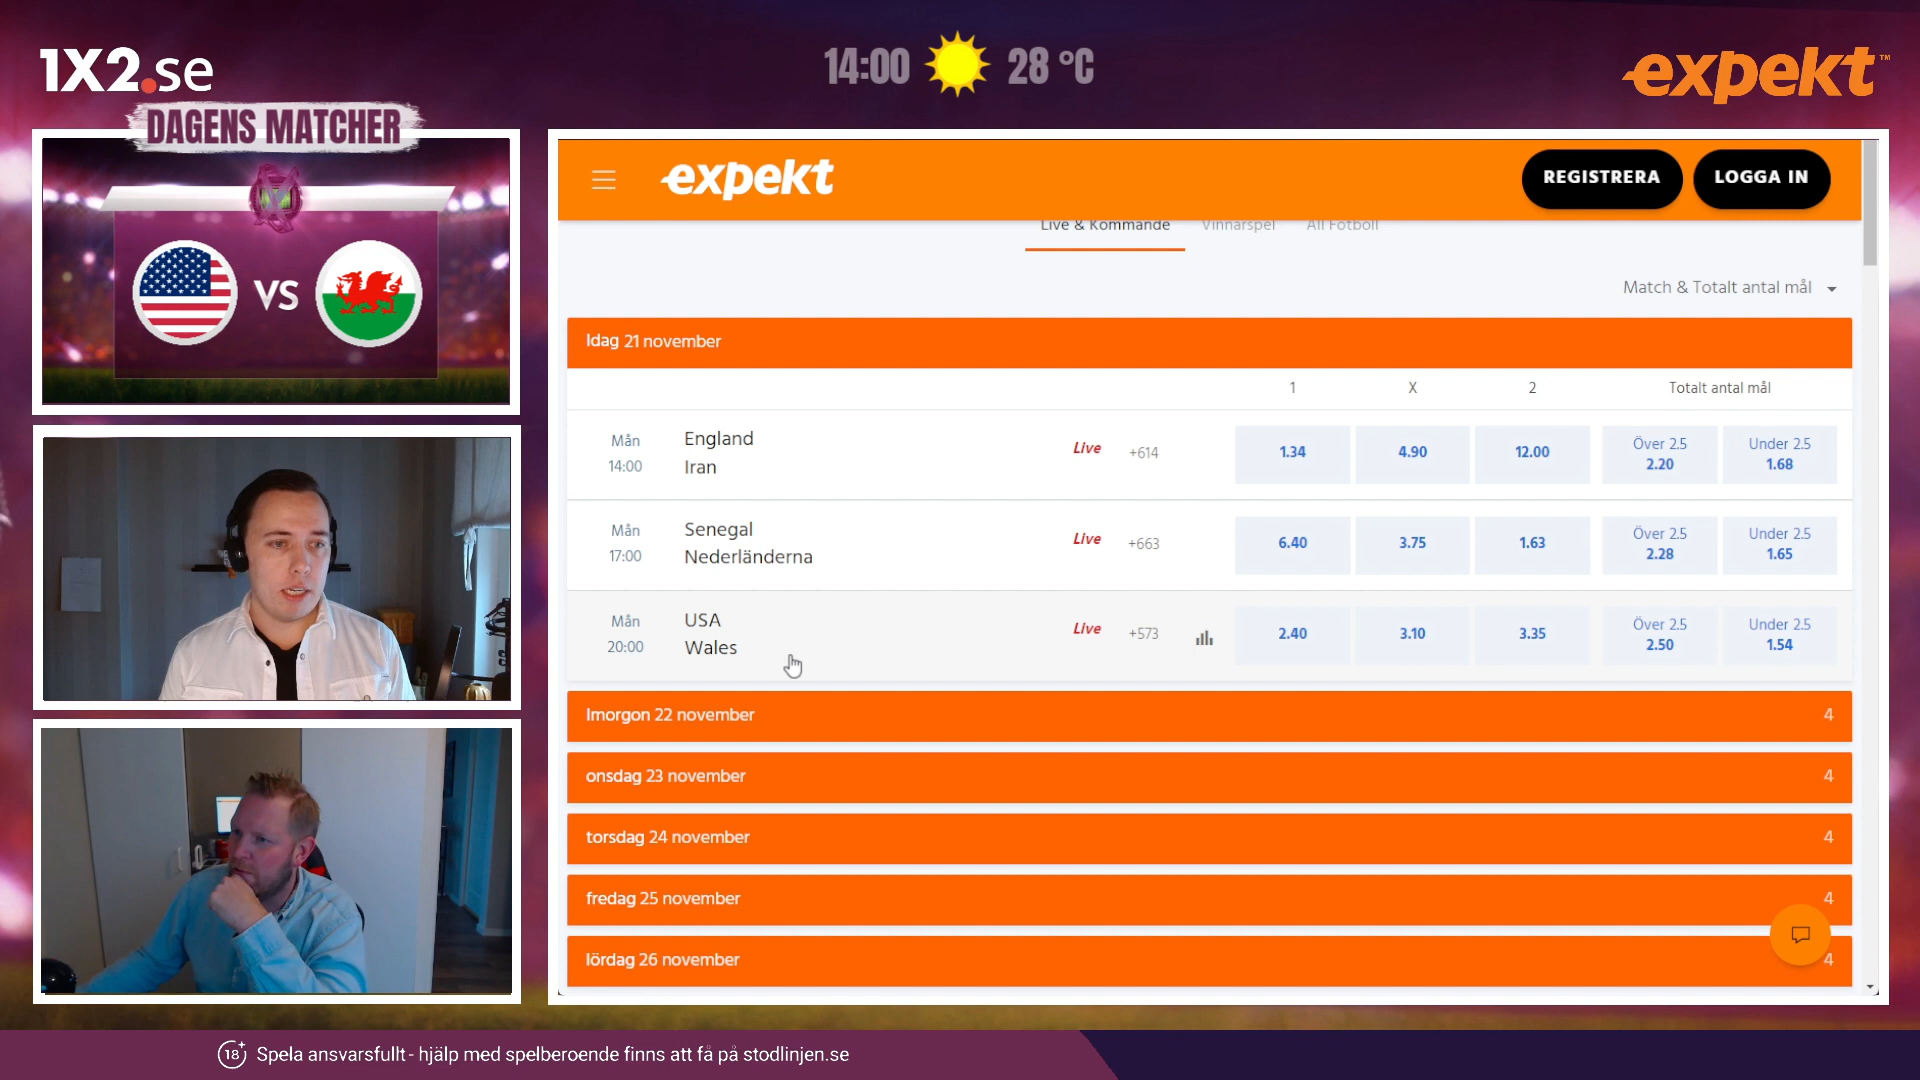 1X2.se
14:00 28 °C
expekt™
DAGENS MATCHER
VS
expekt
REGISTRERA
LOGGA IN
Live & Kommande
Vinnarspel
All Fotboll
Match & Totalt antal mål
Idag 21 november
1
X
2
Totalt antal mål
Mån
14:00
England
Iran
Live
+614
1.34
4.90
12.00
Över 2.5
2.20
Under 2.5
1.68
Mån
17:00
Senegal
Nederländerna
Live
+663
6.40
3.75
1.63
Över 2.5
2.28
Under 2.5
1.65
Mån
20:00
USA
Wales
Live
+573
2.40
3.10
3.35
Över 2.5
2.50
Under 2.5
1.54
Imorgon 22 november
4
onsdag 23 november
4
torsdag 24 november
4
fredag 25 november
4
lördag 26 november
4
18+ Spela ansvarsfullt - hjälp med spelberoende finns att få på stodlinjen.se